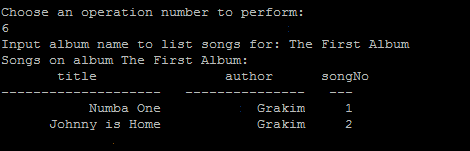 Choose an operation number to perform:
6
Input album name to list songs for: The First Album
Songs on album The First Album:
title author songNo
-------------------- --------------- ---
Numba One Grakim 1
Johnny is Home Grakim 2